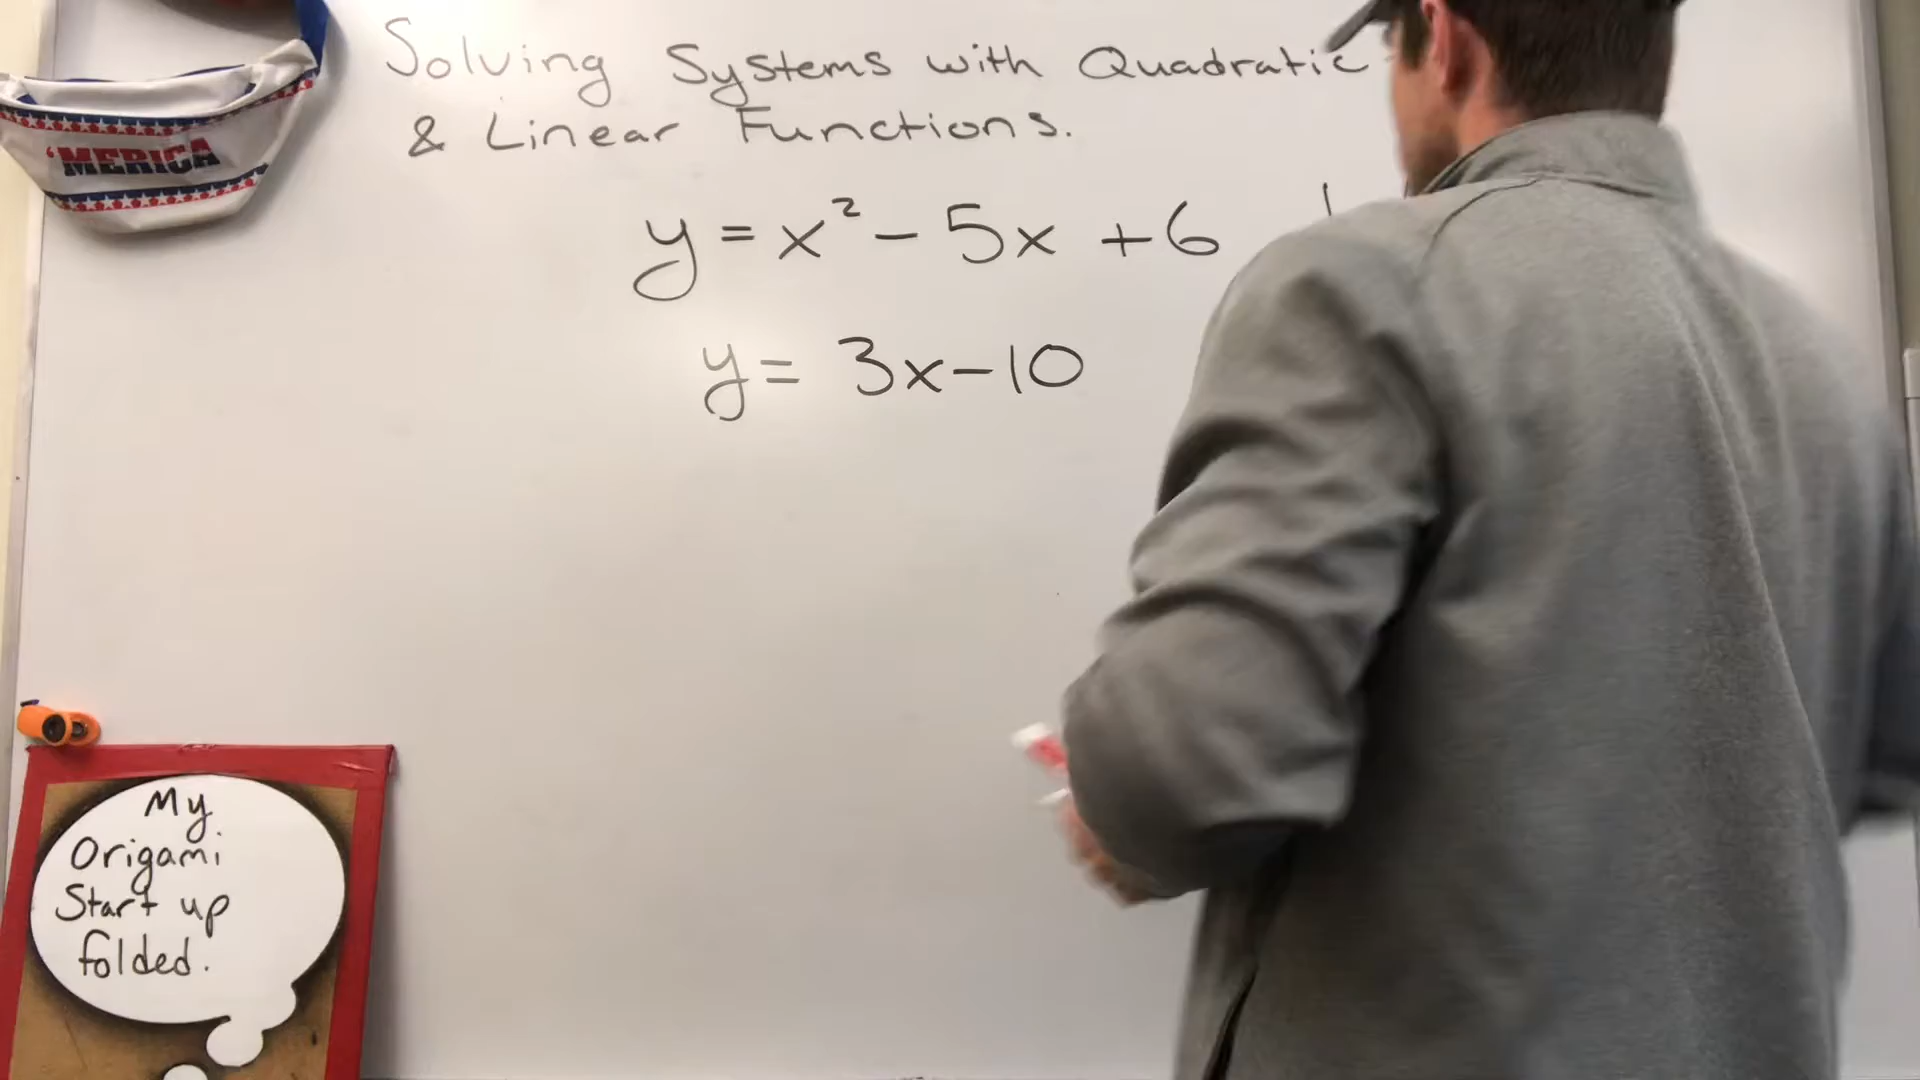 Solving Systems with Quadratic
& Linear Functions.
y = x² - 5x + 6
y = 3x - 10
'MERICA
My
Origami
Start up
folded.